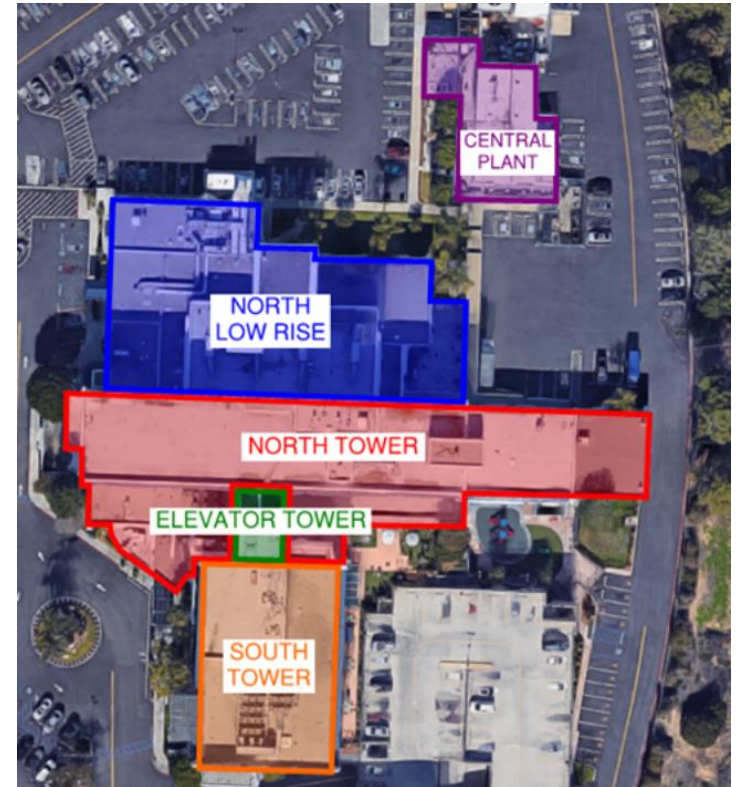 CENTRAL
PLANT
NORTH
LOW RISE
NORTH TOWER
ELEVATOR TOWER
SOUTH
TOWER